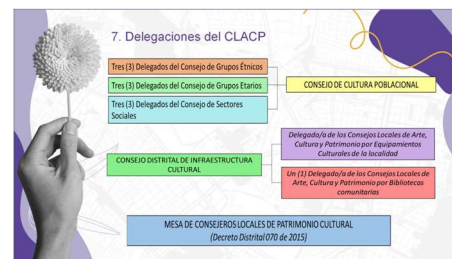 7. Delegaciones del CLACP
Tres (3) Delegados del Consejo de Grupos Étnicos
Tres (3) Delegados del Consejo de Grupos Etarios
Tres (3) Delegados del Consejo de Sectores
Sociales
CONSEJO DE CULTURA POBLACIONAL
CONSEJO DISTRITAL DE INFRAESTRUCTURA
CULTURAL
Delegado/a de los Consejos Locales de Arte,
Cultura y Patrimonio por Equipamientos
Culturales de la localidad
Un (1) Delegado/a de los Consejos Locales de
Arte, Cultura y Patrimonio por Bibliotecas
comunitarias
MESA DE CONSEJEROS LOCALES DE PATRIMONIO CULTURAL
(Decreto Distrital 070 de 2015)